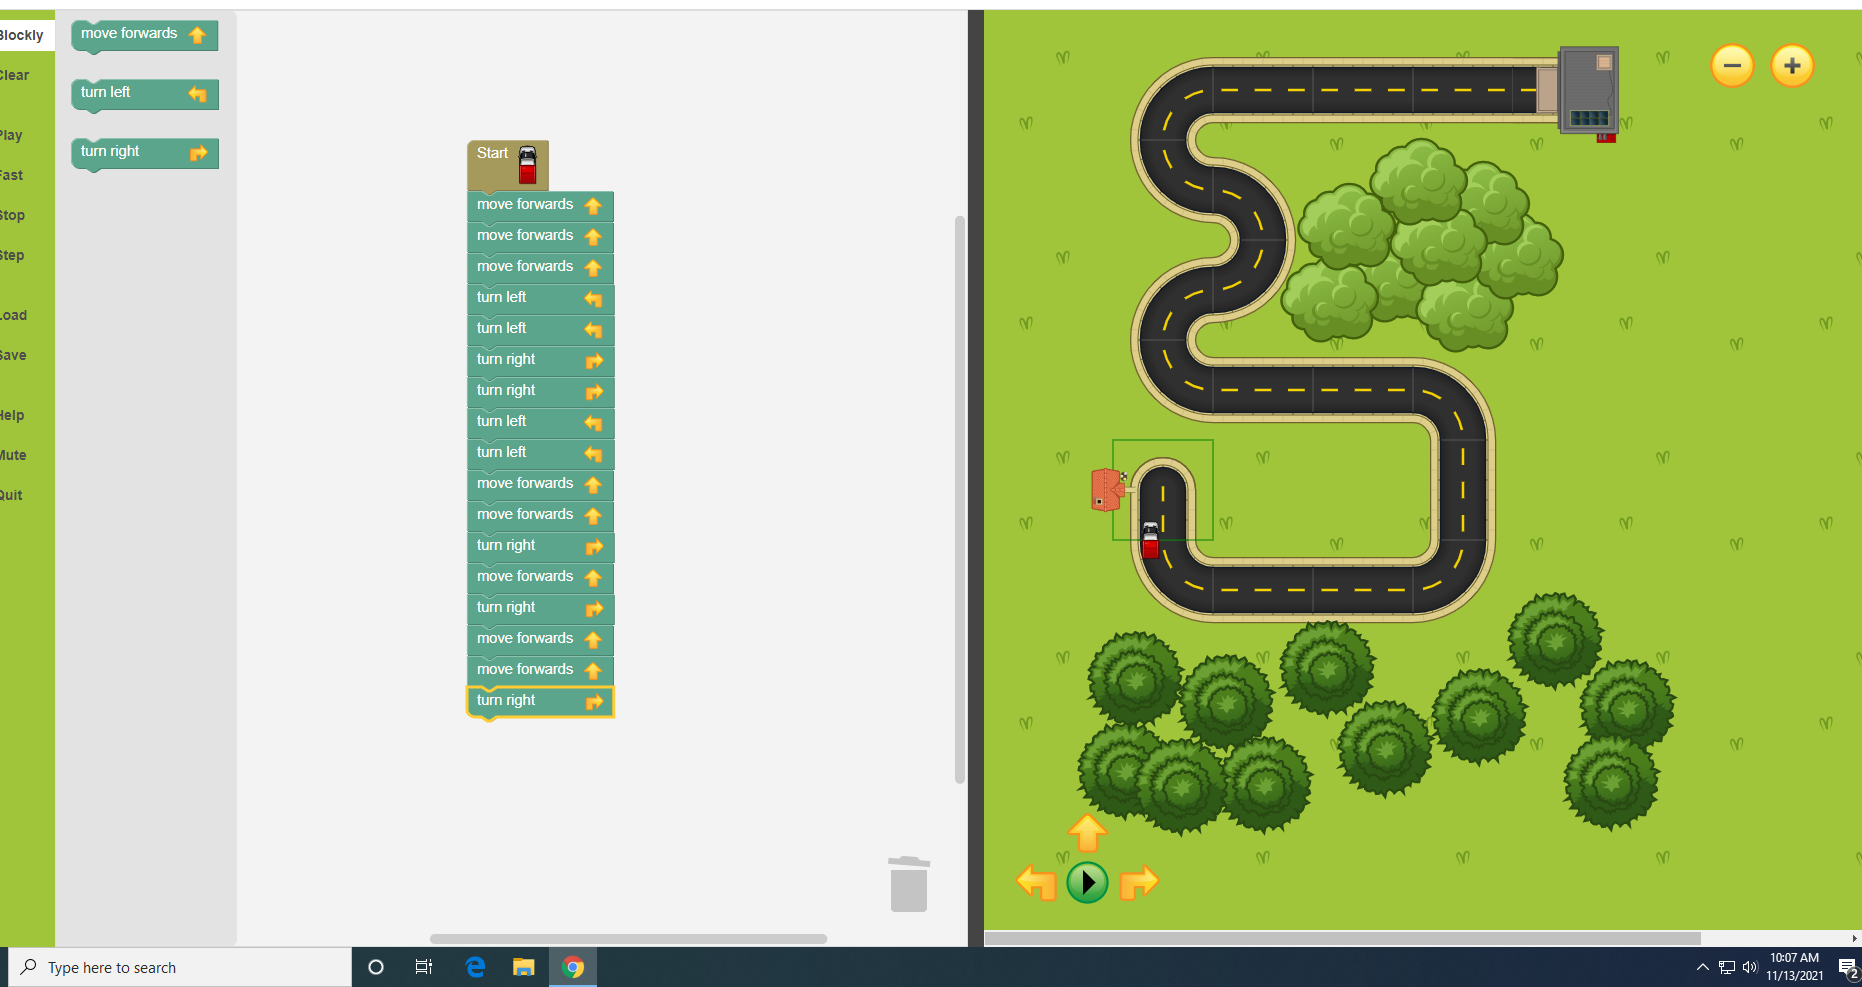 Blockly
Clear
Play
Fast
Stop
Step
Load
Save
Help
Mute
Quit
move forwards
turn left
turn right
Start
move forwards
move forwards
move forwards
turn left
turn left
turn right
turn right
turn left
turn left
move forwards
move forwards
turn right
move forwards
turn right
move forwards
move forwards
turn right
Type here to search
10:07 AM
11/13/2021
2